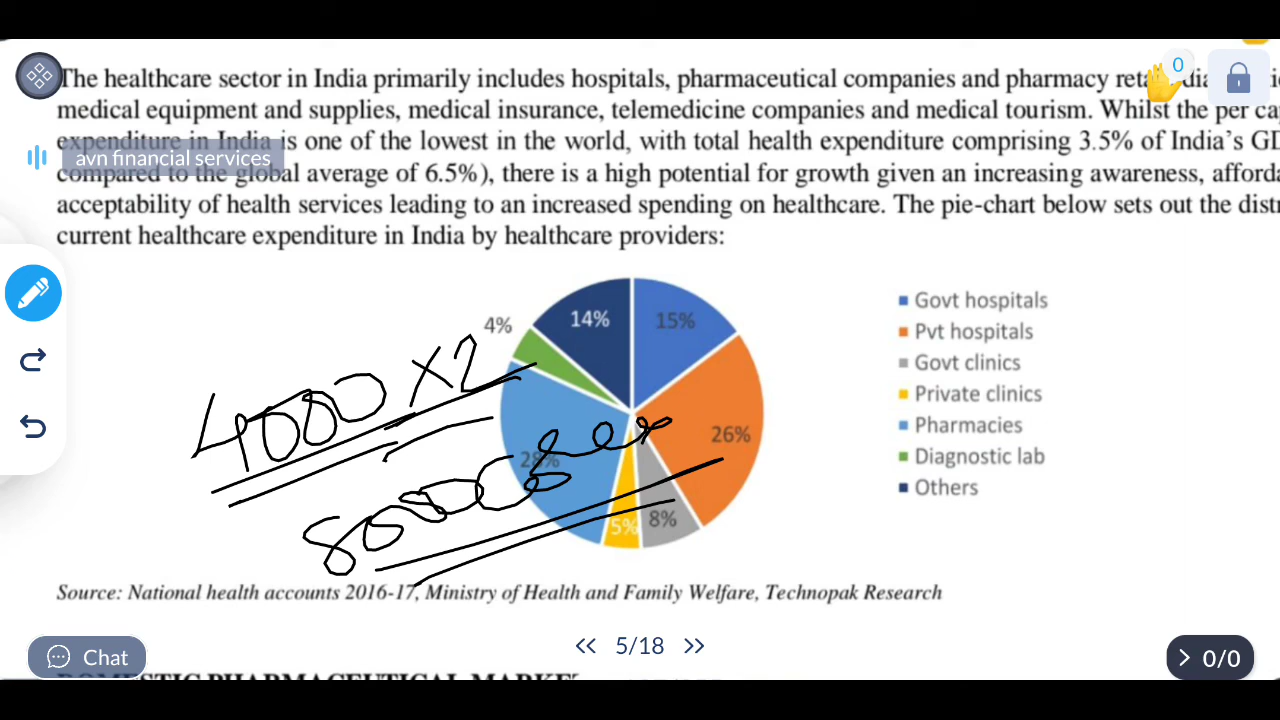 The healthcare sector in India primarily includes hospitals, pharmaceutical companies and pharmacy reta
medical equipment and supplies, medical insurance, telemedicine companies and medical tourism. Whilst the per ca
expenditure in India is one of the lowest in the world, with total health expenditure comprising 3.5% of India's
compared to the global average of 6.5%), there is a high potential for growth given an increasing awareness, afforda
acceptability of health services leading to an increased spending on healthcare. The pie-chart below sets out the distr
current healthcare expenditure in India by healthcare providers:
0
avn financial services
14%
15%
4%
26%
28%
5%
8%
Govt hospitals
Pvt hospitals
Govt clinics
Private clinics
Pharmacies
Diagnostic lab
Others
4000 X2
Source: National health accounts 2016-17, Ministry of Health and Family Welfare, Technopak Research
<< 5/18 >>
Chat
> 0/0